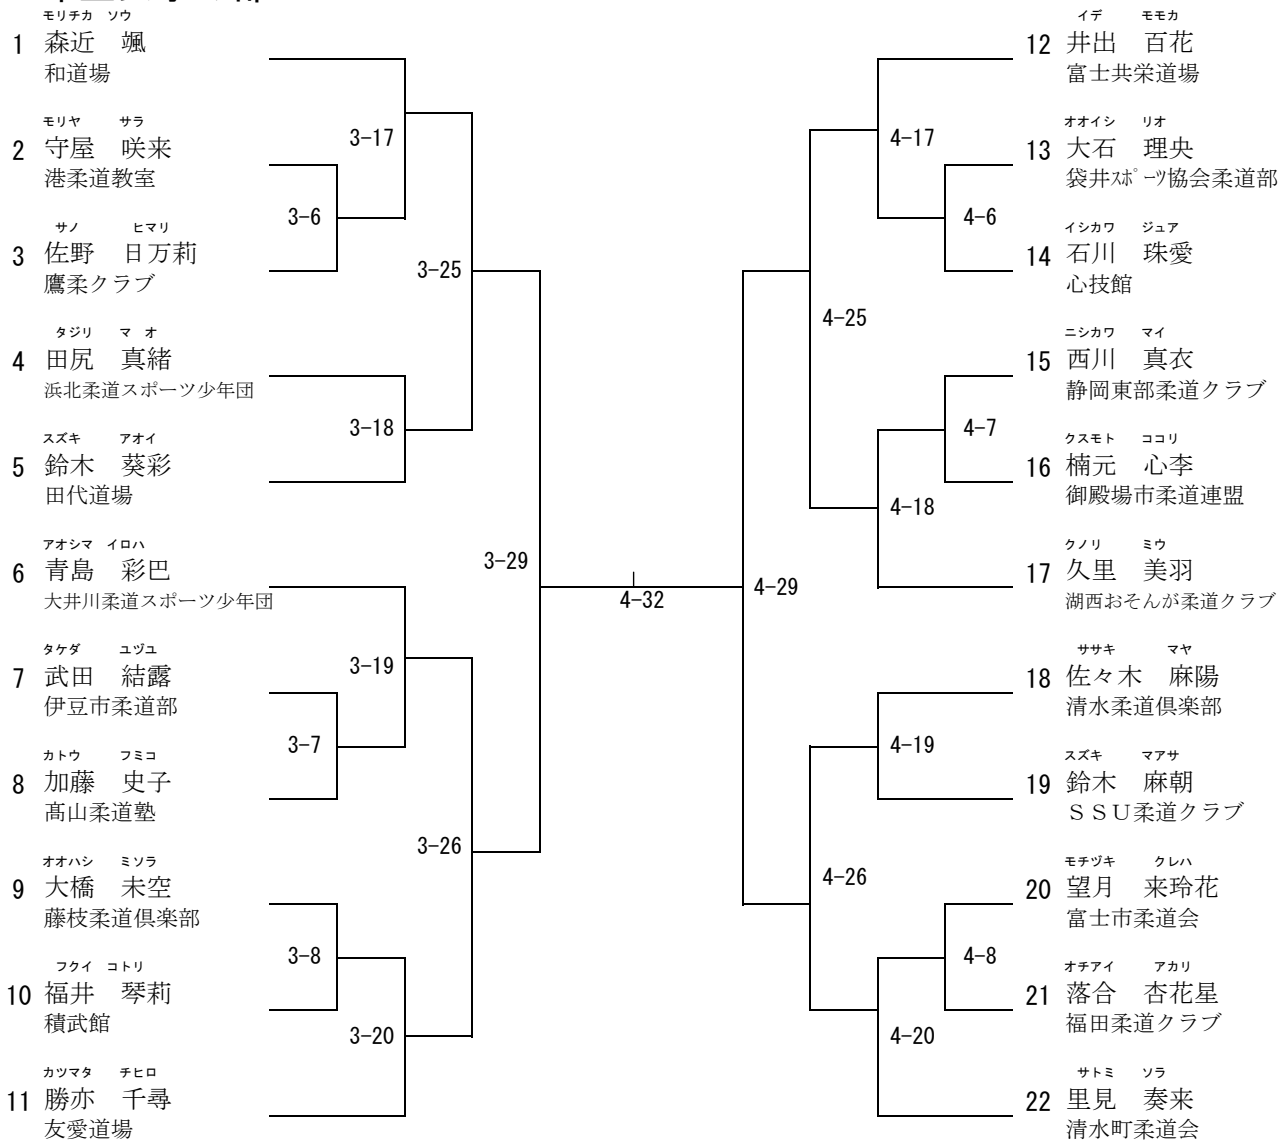 モリチカ ソウ
1 森近 颯
和道場
モリヤ サラ
2 守屋 咲来
港柔道教室
サノ ヒマリ
3 佐野 日万莉
鷹柔クラブ
タジリ マオ
4 田尻 真緒
浜北柔道スポーツ少年団
スズキ アオイ
5 鈴木 葵彩
田代道場
アオシマ イロハ
6 青島 彩巴
大井川柔道スポーツ少年団
タケダ ユヅユ
7 武田 結露
伊豆市柔道部
カトウ フミコ
8 加藤 史子
髙山柔道塾
オオハシ ミソラ
9 大橋 未空
藤枝柔道倶楽部
フクイ コトリ
10 福井 琴莉
積武館
カツマタ チヒロ
11 勝亦 千尋
友愛道場
3-17
3-6
3-25
3-18
3-29
3-19
3-7
3-26
3-8
3-20
4-32
4-17
4-6
4-25
4-7
4-18
4-29
4-19
4-26
4-8
4-20
イデ モモカ
12 井出 百花
富士共栄道場
オオイシ リオ
13 大石 理央
袋井ｽﾎﾟｰﾂ協会柔道部
イシカワ ジュア
14 石川 珠愛
心技館
ニシカワ マイ
15 西川 真衣
静岡東部柔道クラブ
クスモト ココリ
16 楠元 心李
御殿場市柔道連盟
クノリ ミウ
17 久里 美羽
湖西おそんが柔道クラブ
ササキ マヤ
18 佐々木 麻陽
清水柔道倶楽部
スズキ マアサ
19 鈴木 麻朝
ＳＳＵ柔道クラブ
モチヅキ クレハ
20 望月 来玲花
富士市柔道会
オチアイ アカリ
21 落合 杏花星
福田柔道クラブ
サトミ ソラ
22 里見 奏来
清水町柔道会